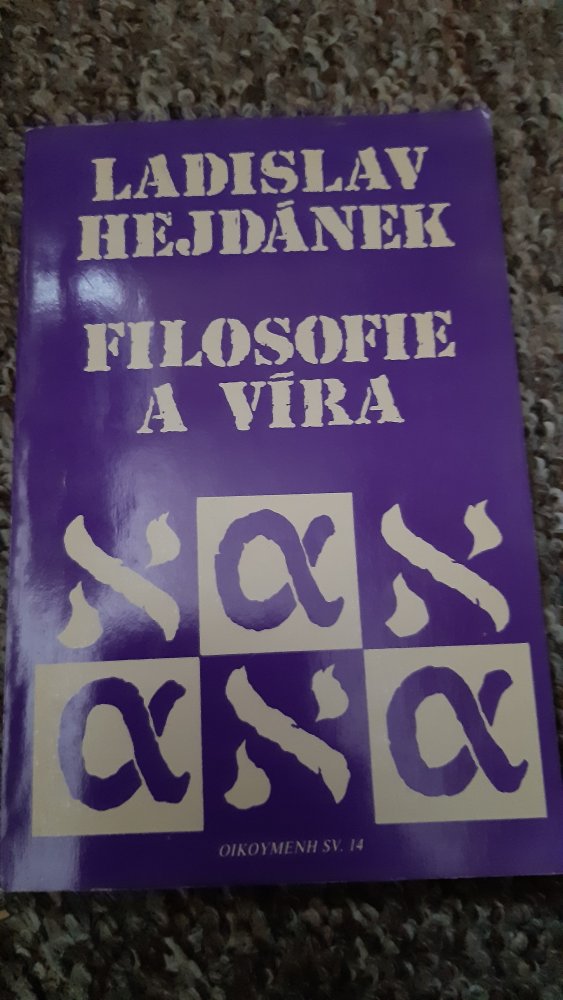 LADISLAV
HEJDÁNEK
FILOSOFIE
A VÍRA
א α א
α א α
OIKOYMENH SV. 14